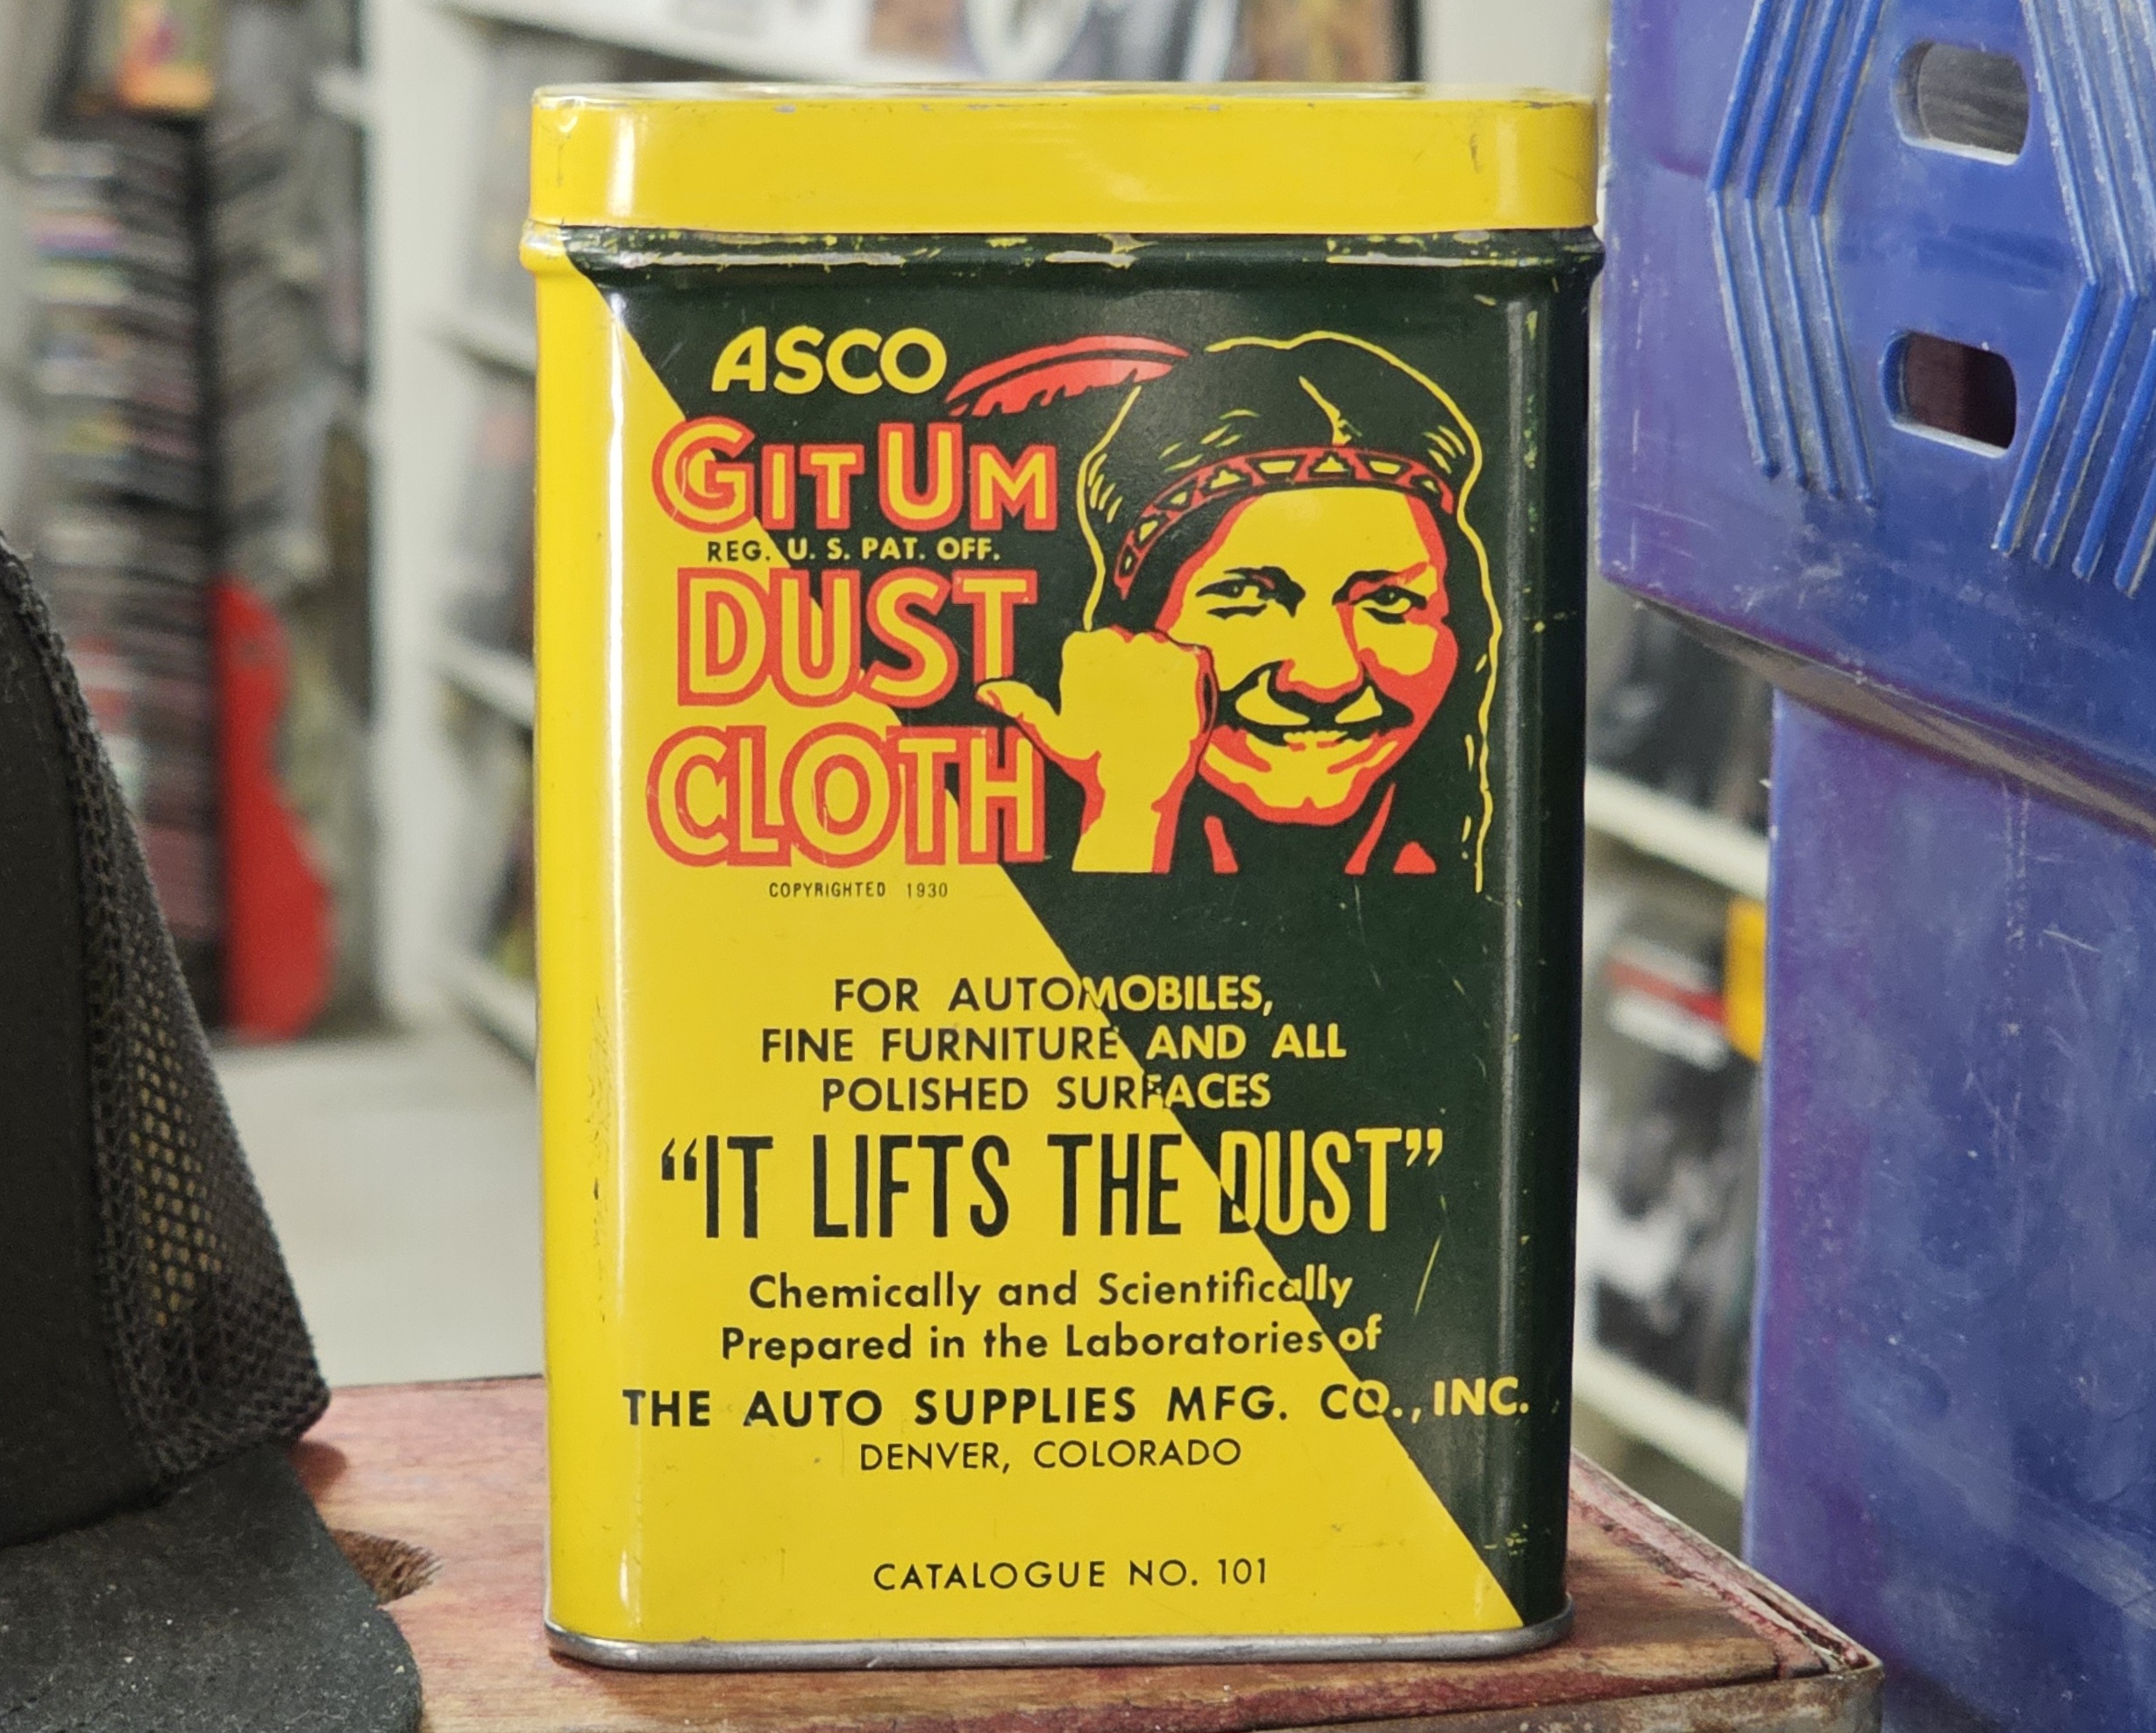 ASCO
GITUM
REG. U. S. PAT. OFF.
DUST
CLOTH
COPYRIGHTED 1930
FOR AUTOMOBILES,
FINE FURNITURE AND ALL
POLISHED SURFACES
“IT LIFTS THE DUST”
Chemically and Scientifically
Prepared in the Laboratories of
THE AUTO SUPPLIES MFG. CO., INC.
DENVER, COLORADO
CATALOGUE NO. 101